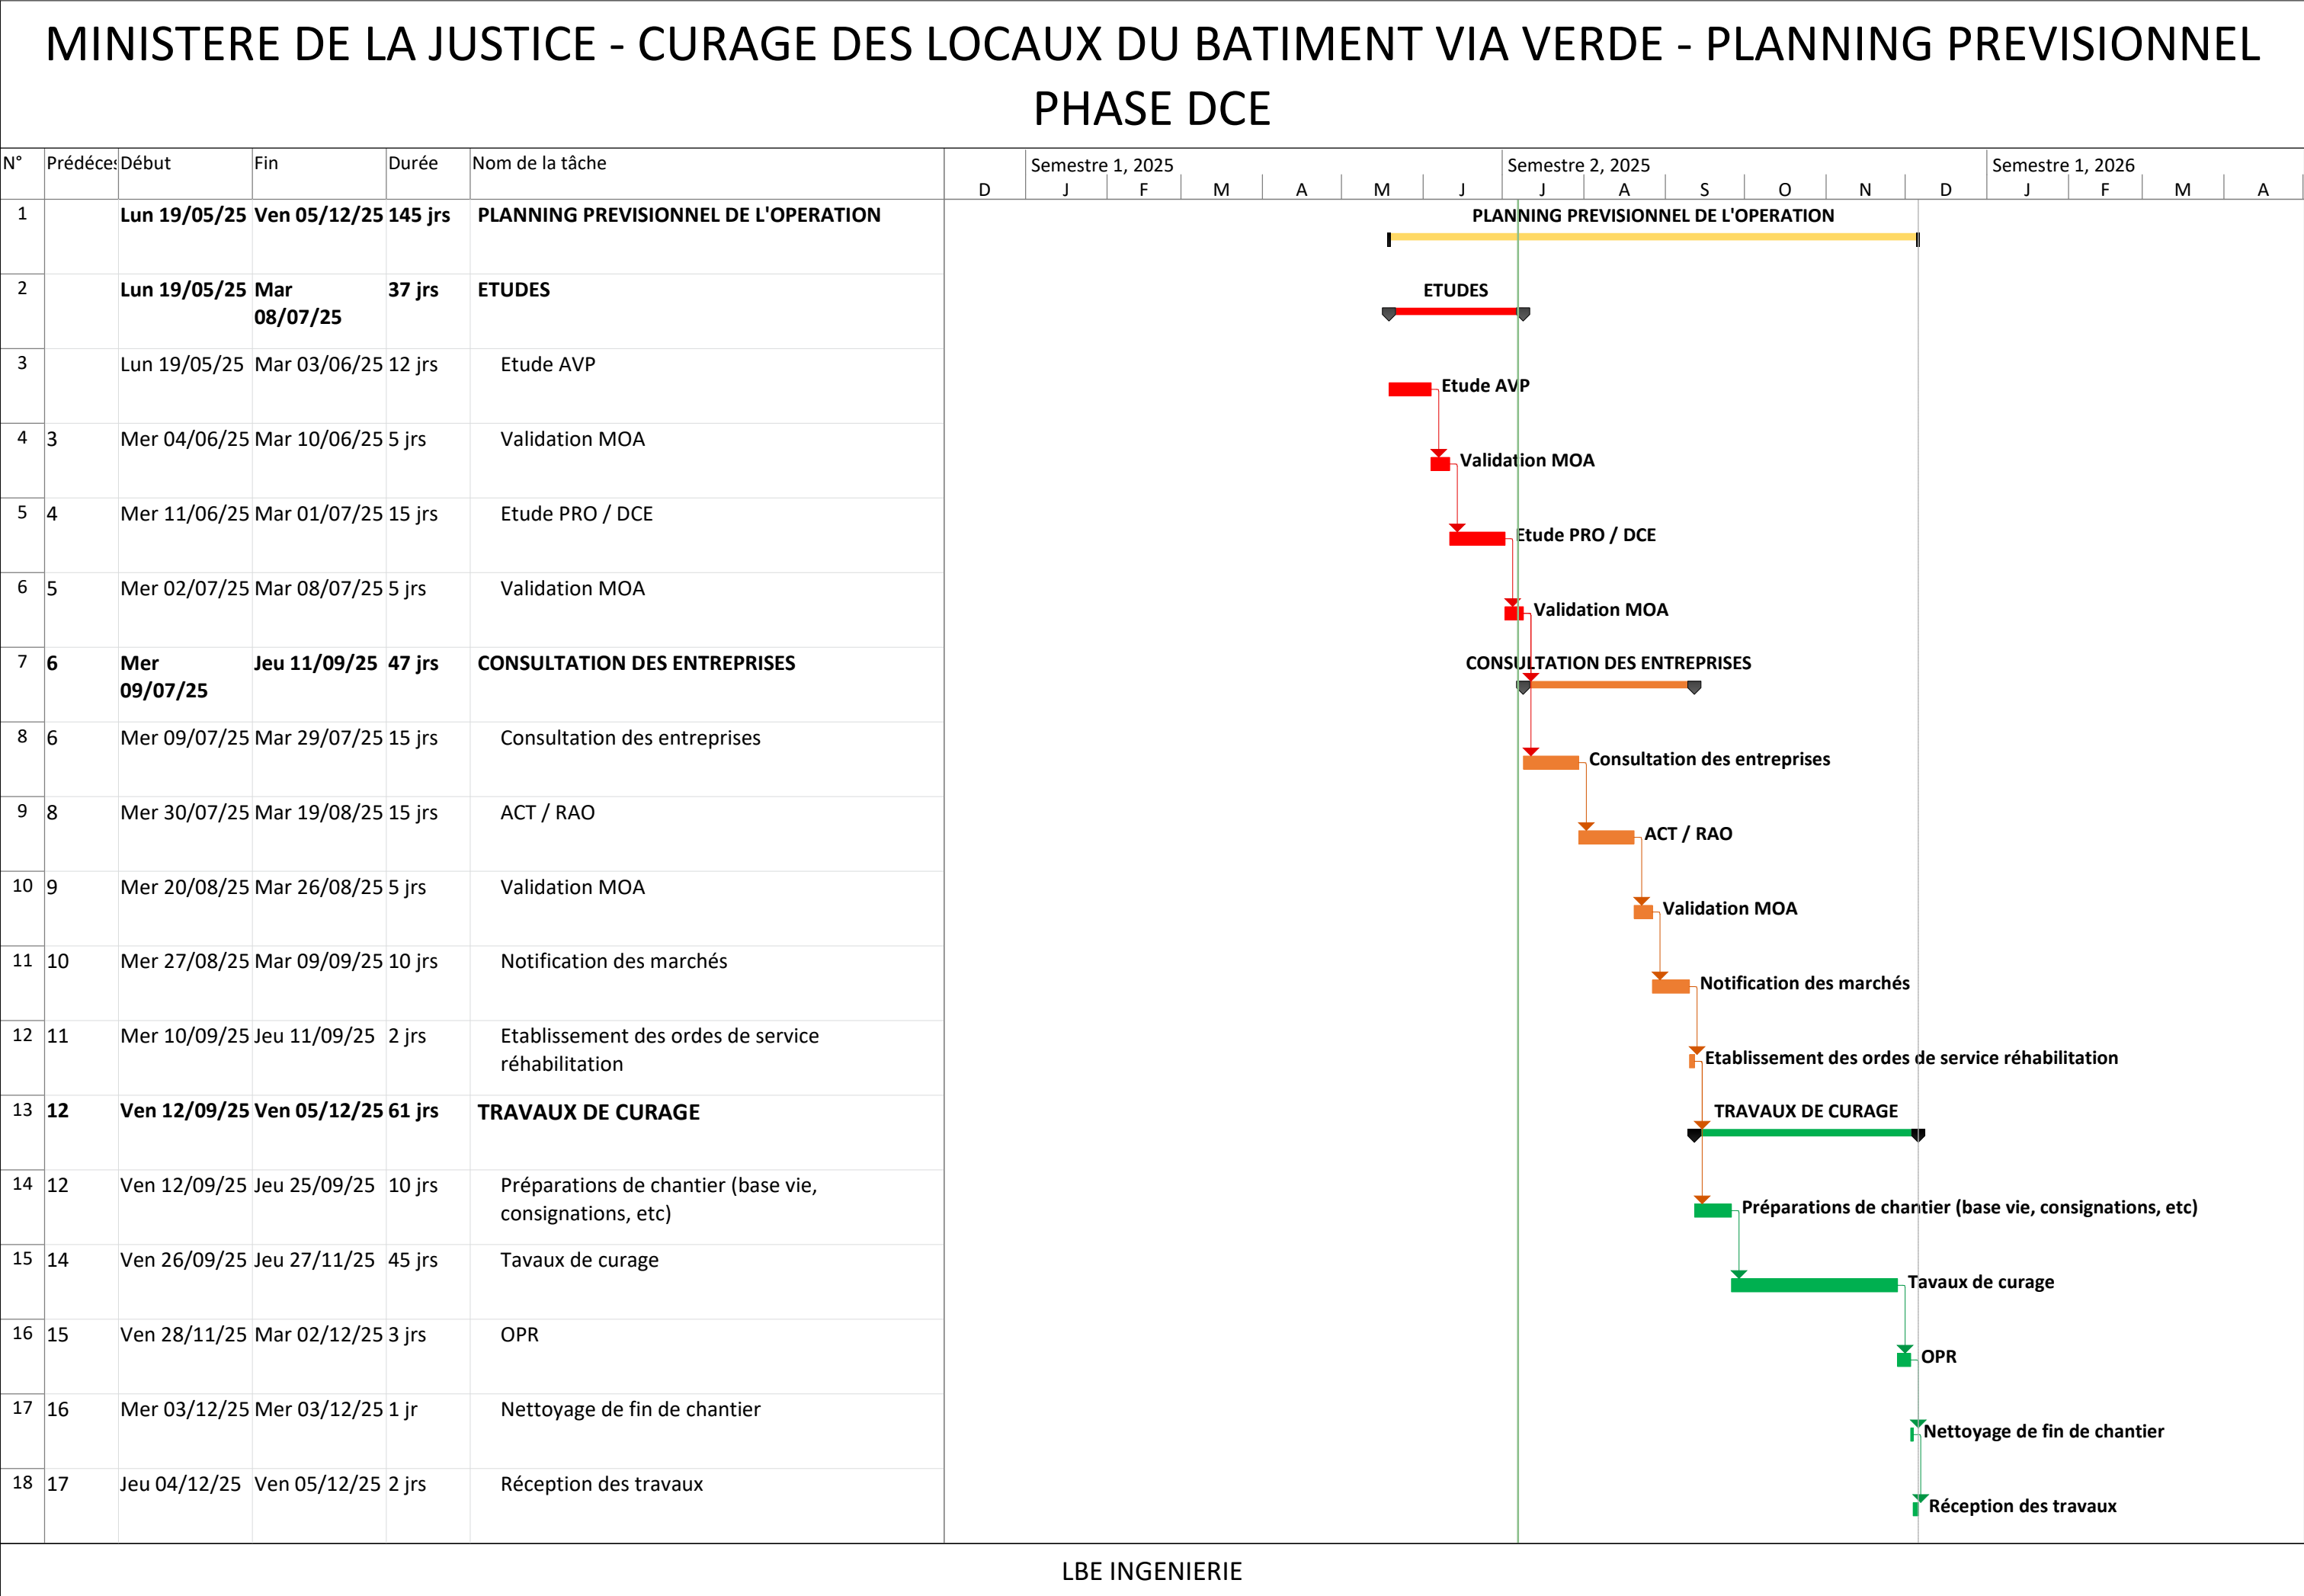 MINISTERE DE LA JUSTICE - CURAGE DES LOCAUX DU BATIMENT VIA VERDE - PLANNING PREVISIONNEL
PHASE DCE
N° Prédéces Début Fin Durée Nom de la tâche
Semestre 1, 2025 Semestre 2, 2025 Semestre 1, 2026
D J F M A M J J A S O N D J F M A
1 Lun 19/05/25 Ven 05/12/25 145 jrs PLANNING PREVISIONNEL DE L'OPERATION
PLANNING PREVISIONNEL DE L'OPERATION
2 Lun 19/05/25 Mar 37 jrs ETUDES
08/07/25
ETUDES
3 Lun 19/05/25 Mar 03/06/25 12 jrs Etude AVP
Etude AVP
4 3 Mer 04/06/25 Mar 10/06/25 5 jrs Validation MOA
Validation MOA
5 4 Mer 11/06/25 Mar 01/07/25 15 jrs Etude PRO / DCE
Etude PRO / DCE
6 5 Mer 02/07/25 Mar 08/07/25 5 jrs Validation MOA
Validation MOA
7 6 Mer Jeu 11/09/25 47 jrs CONSULTATION DES ENTREPRISES
09/07/25
CONSULTATION DES ENTREPRISES
8 6 Mer 09/07/25 Mar 29/07/25 15 jrs Consultation des entreprises
Consultation des entreprises
9 8 Mer 30/07/25 Mar 19/08/25 15 jrs ACT / RAO
ACT / RAO
10 9 Mer 20/08/25 Mar 26/08/25 5 jrs Validation MOA
Validation MOA
11 10 Mer 27/08/25 Mar 09/09/25 10 jrs Notification des marchés
Notification des marchés
12 11 Mer 10/09/25 Jeu 11/09/25 2 jrs Etablissement des ordes de service
réhabilitation
Etablissement des ordes de service réhabilitation
13 12 Ven 12/09/25 Ven 05/12/25 61 jrs TRAVAUX DE CURAGE
TRAVAUX DE CURAGE
14 12 Ven 12/09/25 Jeu 25/09/25 10 jrs Préparations de chantier (base vie,
consignations, etc)
Préparations de chantier (base vie, consignations, etc)
15 14 Ven 26/09/25 Jeu 27/11/25 45 jrs Tavaux de curage
Tavaux de curage
16 15 Ven 28/11/25 Mar 02/12/25 3 jrs OPR
OPR
17 16 Mer 03/12/25 Mer 03/12/25 1 jr Nettoyage de fin de chantier
Nettoyage de fin de chantier
18 17 Jeu 04/12/25 Ven 05/12/25 2 jrs Réception des travaux
Réception des travaux
LBE INGENIERIE